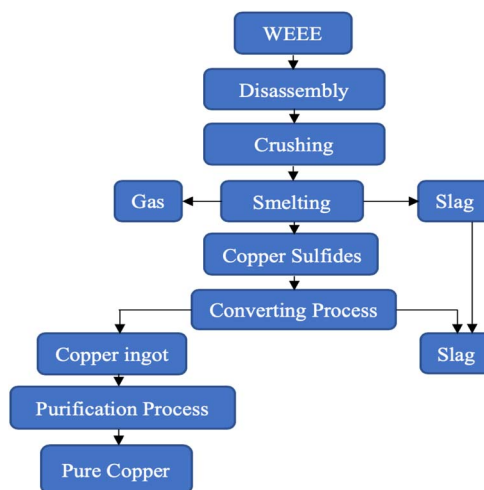 WEEE
Disassembly
Crushing
Gas
Smelting
Slag
Copper Sulfides
Converting Process
Copper ingot
Slag
Purification Process
Pure Copper